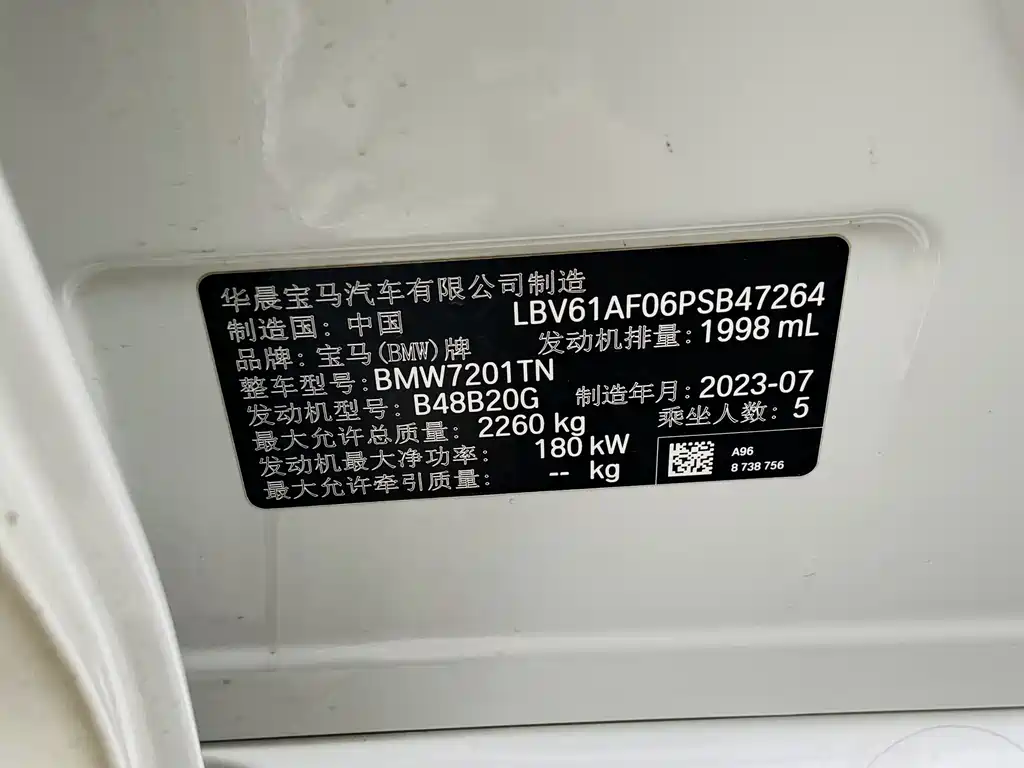 华晨宝马汽车有限公司制造
制造国：中国 LBV61AF06PSB47264
品牌：宝马(BMW)牌 发动机排量：1998 mL
整车型号：BMW7201TN
发动机型号：B48B20G 制造年月：2023-07
最大允许总质量：2260 kg 乘坐人数：5
发动机最大净功率：180 kW
最大允许牵引质量：-- kg
A96
8 738 756